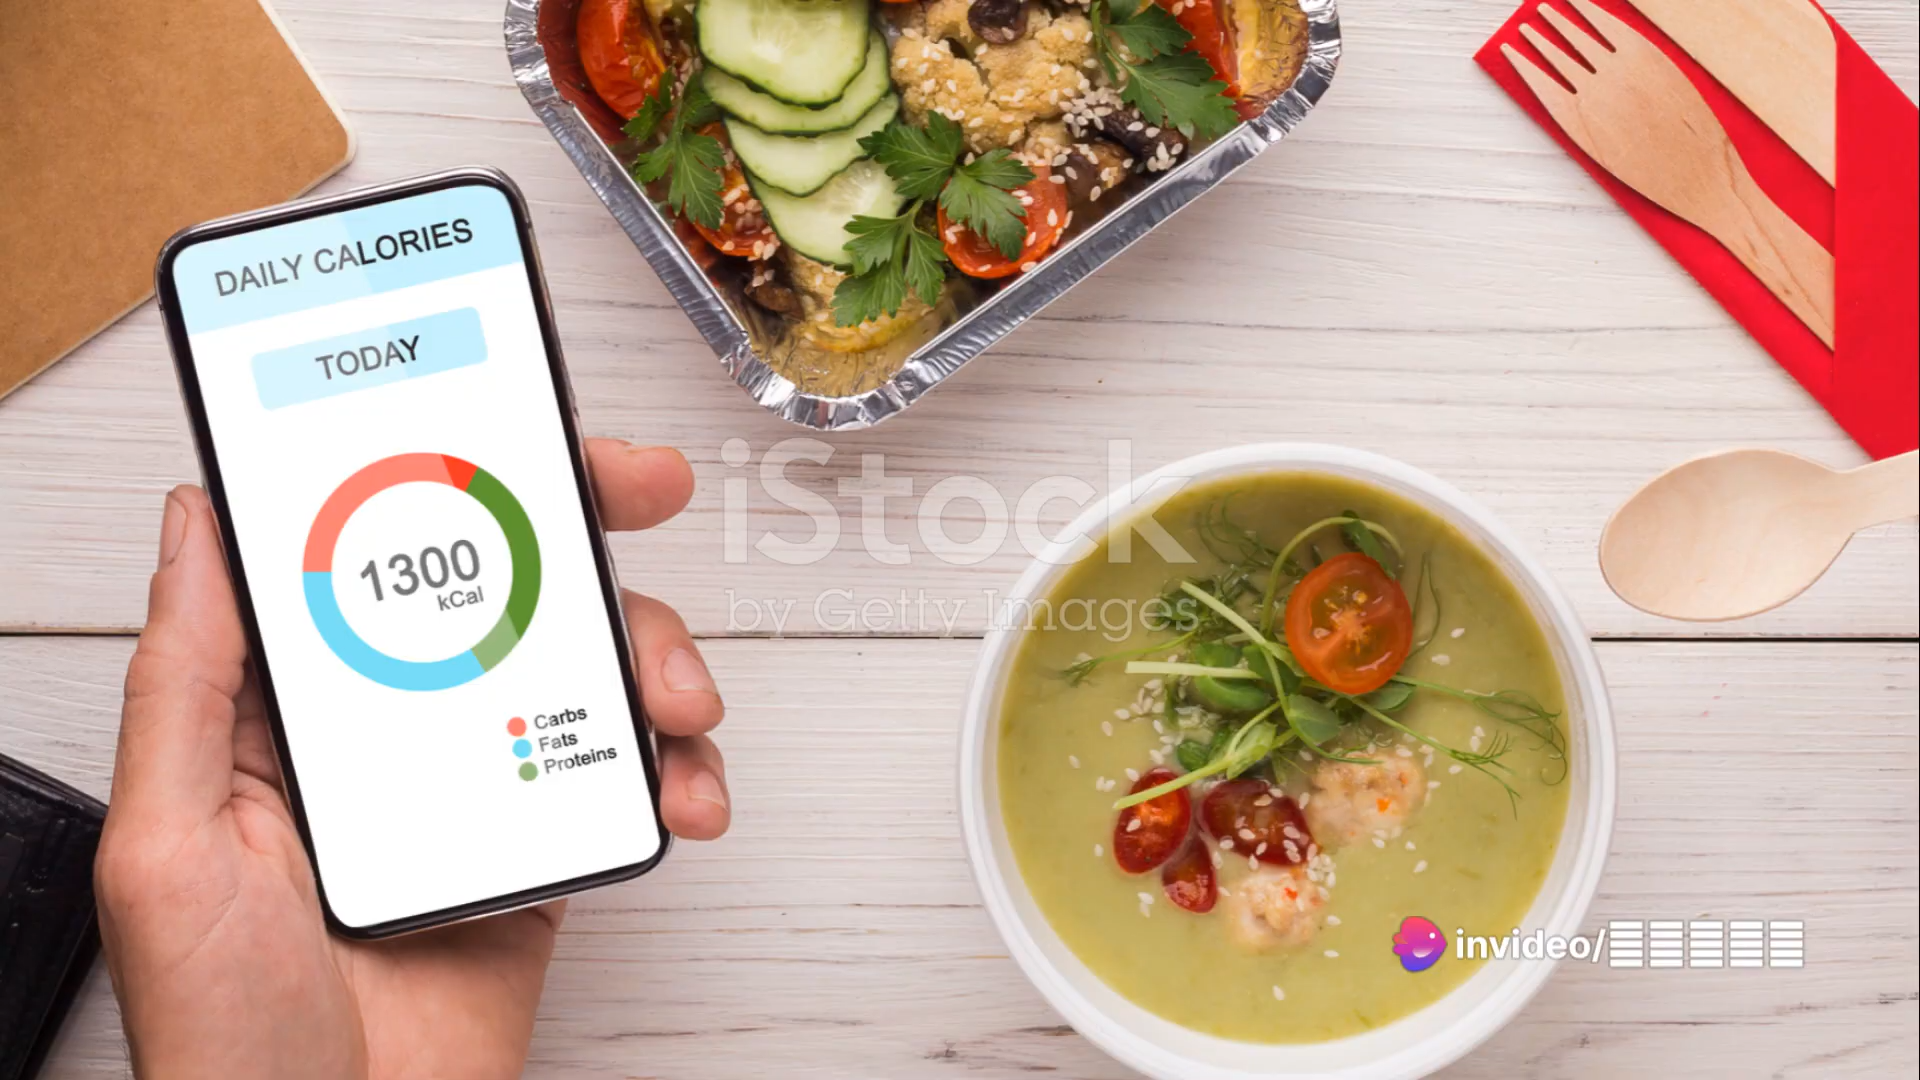 DAILY CALORIES
TODAY
1300
kCal
Carbs
Fats
Proteins
iStock
by Getty Images
invideo/